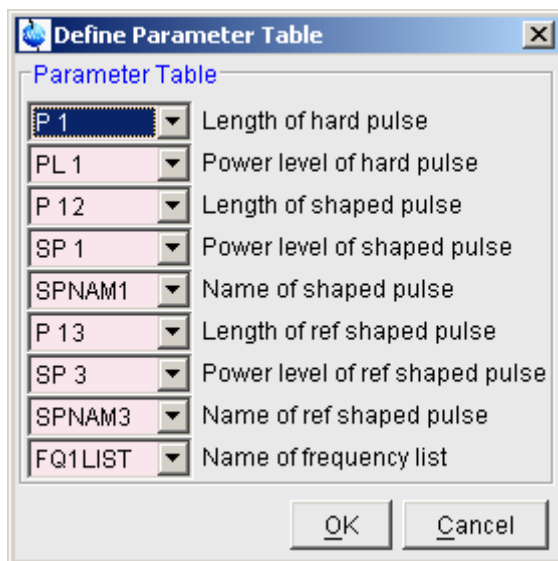 Define Parameter Table
Parameter Table
P 1 Length of hard pulse
PL 1 Power level of hard pulse
P 12 Length of shaped pulse
SP 1 Power level of shaped pulse
SPNAM1 Name of shaped pulse
P 13 Length of ref shaped pulse
SP 3 Power level of ref shaped pulse
SPNAM3 Name of ref shaped pulse
FQ1LIST Name of frequency list
OK Cancel